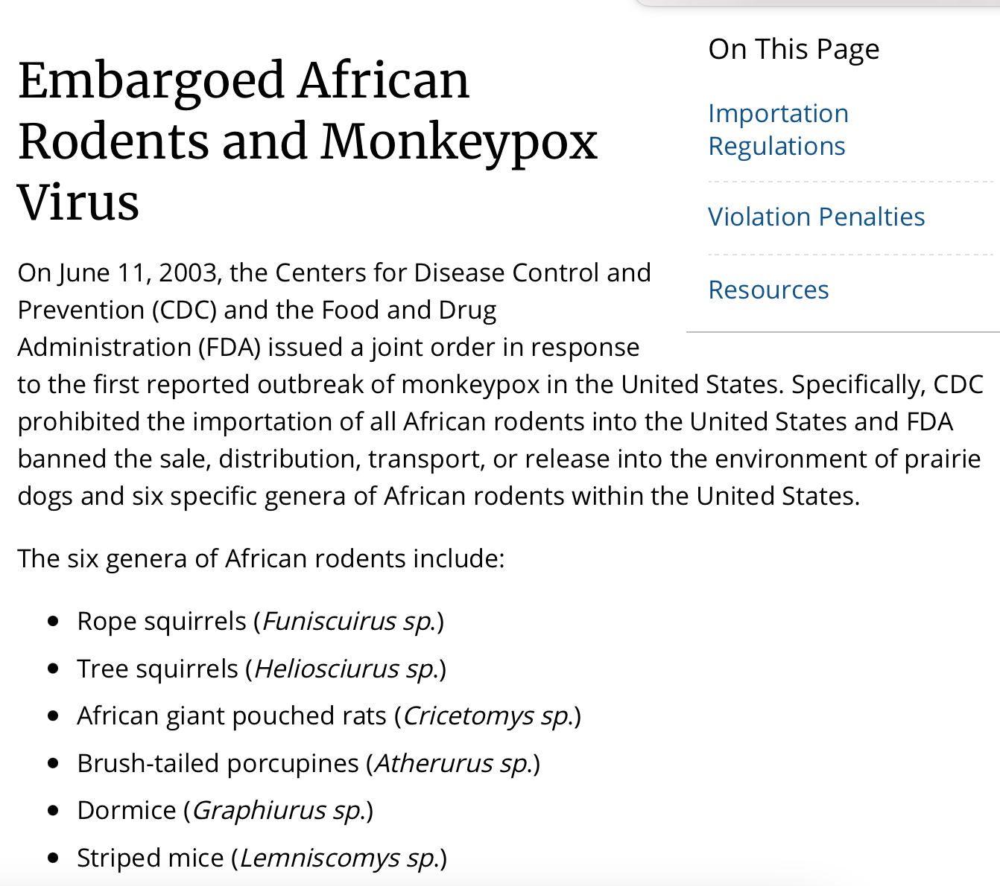 Embargoed African
Rodents and Monkeypox
Virus
On This Page
Importation
Regulations
Violation Penalties
Resources
On June 11, 2003, the Centers for Disease Control and
Prevention (CDC) and the Food and Drug
Administration (FDA) issued a joint order in response
to the first reported outbreak of monkeypox in the United States. Specifically, CDC
prohibited the importation of all African rodents into the United States and FDA
banned the sale, distribution, transport, or release into the environment of prairie
dogs and six specific genera of African rodents within the United States.
The six genera of African rodents include:
• Rope squirrels (Funiscuirus sp.)
• Tree squirrels (Heliosciurus sp.)
• African giant pouched rats (Cricetomys sp.)
• Brush-tailed porcupines (Atherurus sp.)
• Dormice (Graphiurus sp.)
• Striped mice (Lemniscomys sp.)